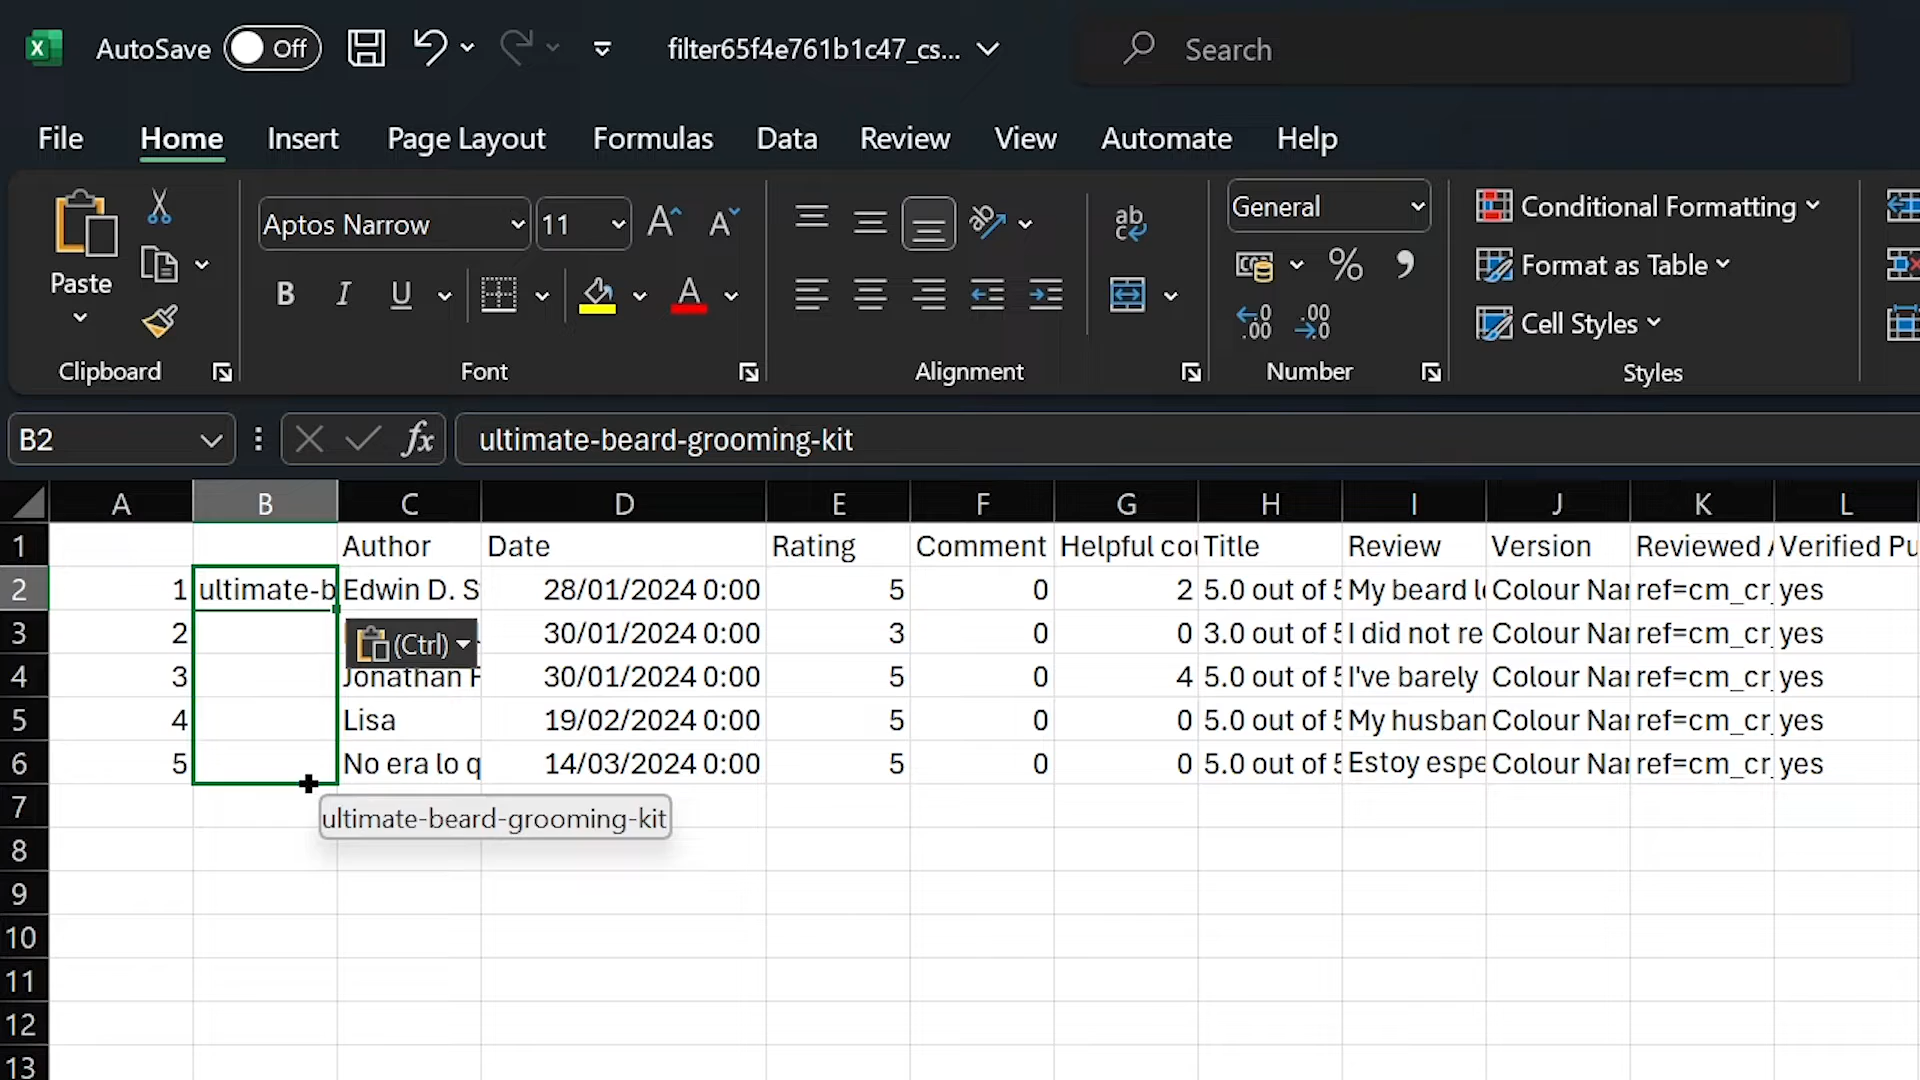 AutoSave Off filter65f4e761b1c47_cs... Search
File Home Insert Page Layout Formulas Data Review View Automate Help
Paste
Aptos Narrow 11
B I U
General
Conditional Formatting
Format as Table
Cell Styles
Clipboard Font Alignment Number Styles
B2 fx ultimate-beard-grooming-kit
A B C D E F G H I J K L
1 Author Date Rating Comment Helpful cou Title Review Version Reviewed A Verified Pu
2 1 ultimate-b Edwin D. S 28/01/2024 0:00 5 0 2 5.0 out of 5 My beard l Colour Nar ref=cm_cr_ yes
3 2 (Ctrl) 30/01/2024 0:00 3 0 0 3.0 out of 5 I did not re Colour Nar ref=cm_cr_ yes
4 3 Jonathan F 30/01/2024 0:00 5 0 4 5.0 out of 5 I've barely Colour Nar ref=cm_cr_ yes
5 4 Lisa 19/02/2024 0:00 5 0 0 5.0 out of 5 My husban Colour Nar ref=cm_cr_ yes
6 5 No era lo q 14/03/2024 0:00 5 0 0 5.0 out of 5 Estoy espe Colour Nar ref=cm_cr_ yes
7 ultimate-beard-grooming-kit
8
9
10
11
12
13